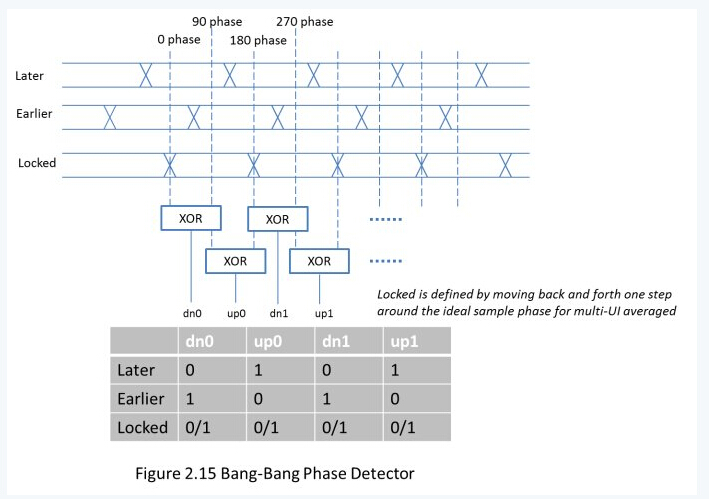 90 phase 270 phase
0 phase 180 phase
Later
Earlier
Locked
XOR XOR ......
XOR XOR ......
dn0 up0 dn1 up1
Locked is defined by moving back and forth one step
around the ideal sample phase for multi-UI averaged
dn0 up0 dn1 up1
Later 0 1 0 1
Earlier 1 0 1 0
Locked 0/1 0/1 0/1 0/1
Figure 2.15 Bang-Bang Phase Detector